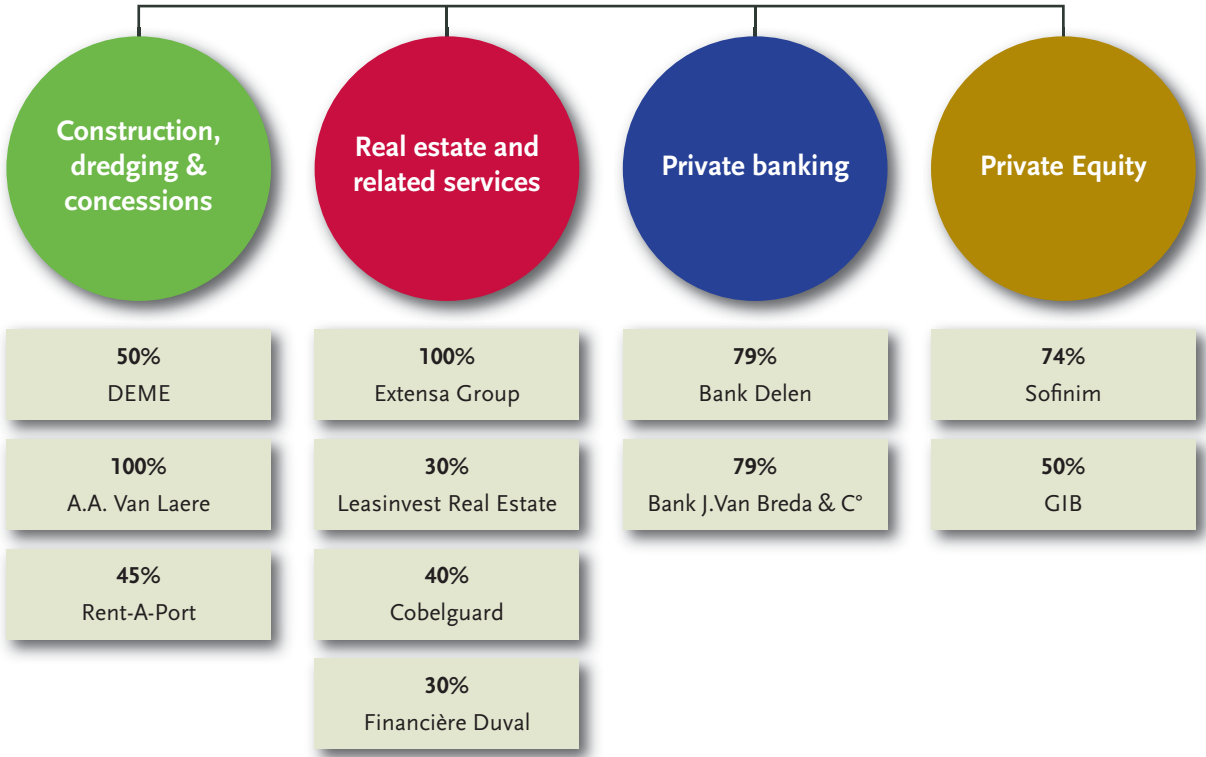 Construction,
dredging &
concessions
50%
DEME
100%
A.A. Van Laere
45%
Rent-A-Port
Real estate and
related services
100%
Extensa Group
30%
Leasinvest Real Estate
40%
Cobelguard
30%
Financière Duval
Private banking
79%
Bank Delen
79%
Bank J.Van Breda & C°
Private Equity
74%
Sofinim
50%
GIB